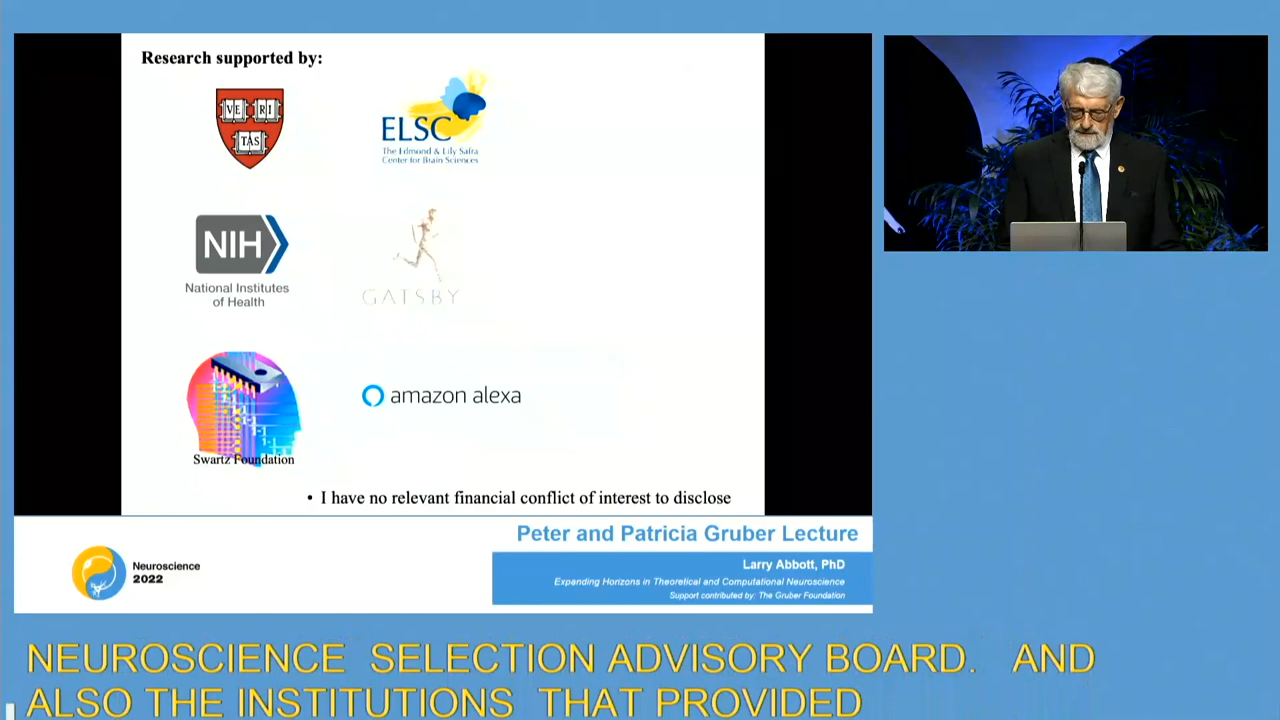 Research supported by:
VE RI
TAS
ELSC
The Edmond & Lily Safra
Center for Brain Sciences
NIH
National Institutes
of Health
GATSBY
Swartz Foundation
amazon alexa
• I have no relevant financial conflict of interest to disclose
Peter and Patricia Gruber Lecture
Larry Abbott, PhD
Expanding Horizons in Theoretical and Computational Neuroscience
Support contributed by: The Gruber Foundation
Neuroscience
2022
NEUROSCIENCE SELECTION ADVISORY BOARD. AND
ALSO THE INSTITUTIONS THAT PROVIDED